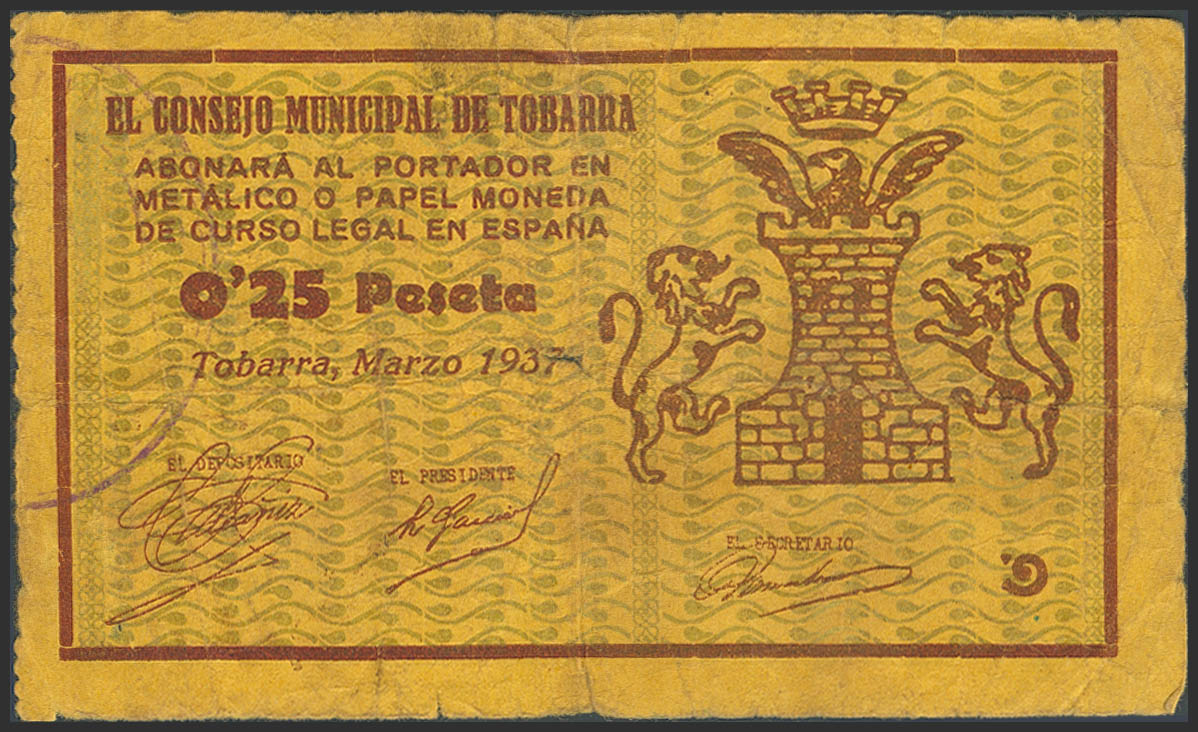 EL CONSEJO MUNICIPAL DE TOBARRA
ABONARÁ AL PORTADOR EN
METÁLICO O PAPEL MONEDA
DE CURSO LEGAL EN ESPAÑA
0'25 Peseta
Tobarra, Marzo 1937
EL DEPOSITARIO
EL PRESIDENTE
EL SECRETARIO